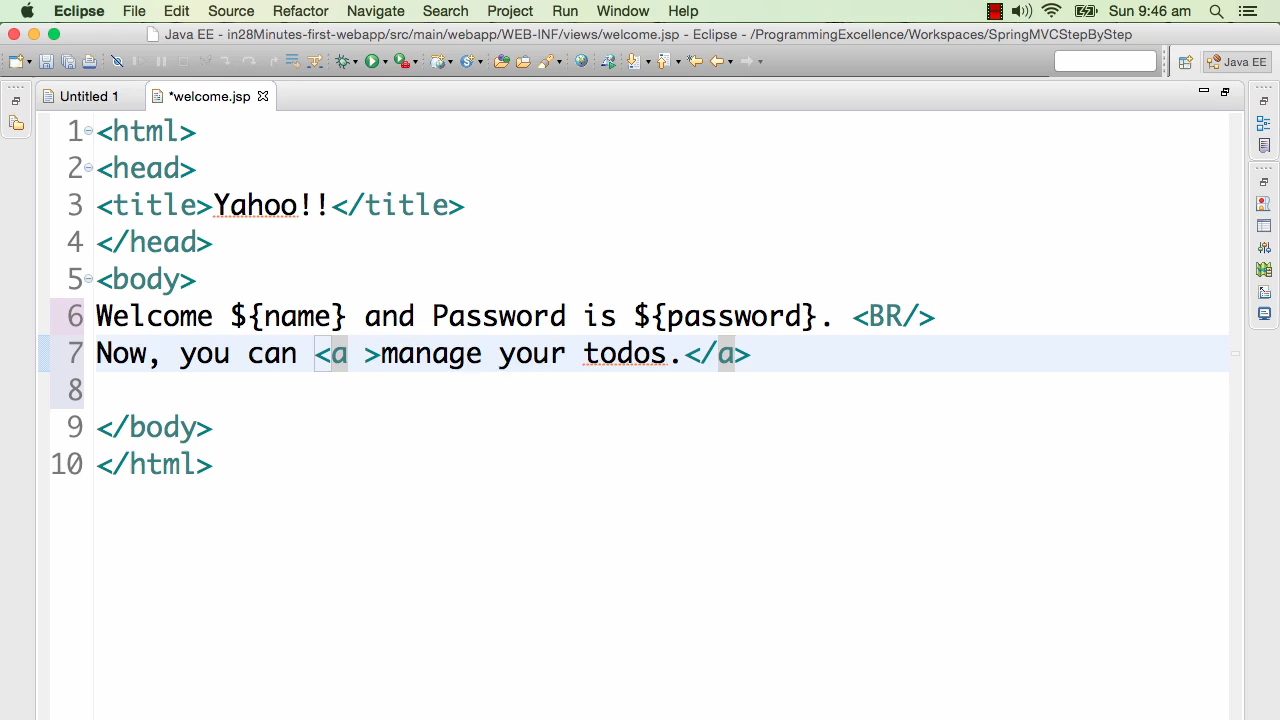 Eclipse File Edit Source Refactor Navigate Search Project Run Window Help Sun 9:46 am
Java EE - in28Minutes-first-webapp/src/main/webapp/WEB-INF/views/welcome.jsp - Eclipse - /ProgrammingExcellence/Workspaces/SpringMVCStepByStep
Java EE
Untitled 1 *welcome.jsp
1 <html>
2 <head>
3 <title>Yahoo!!</title>
4 </head>
5 <body>
6 Welcome ${name} and Password is ${password}. <BR/>
7 Now, you can <a >manage your todos.</a>
8
9 </body>
10 </html>